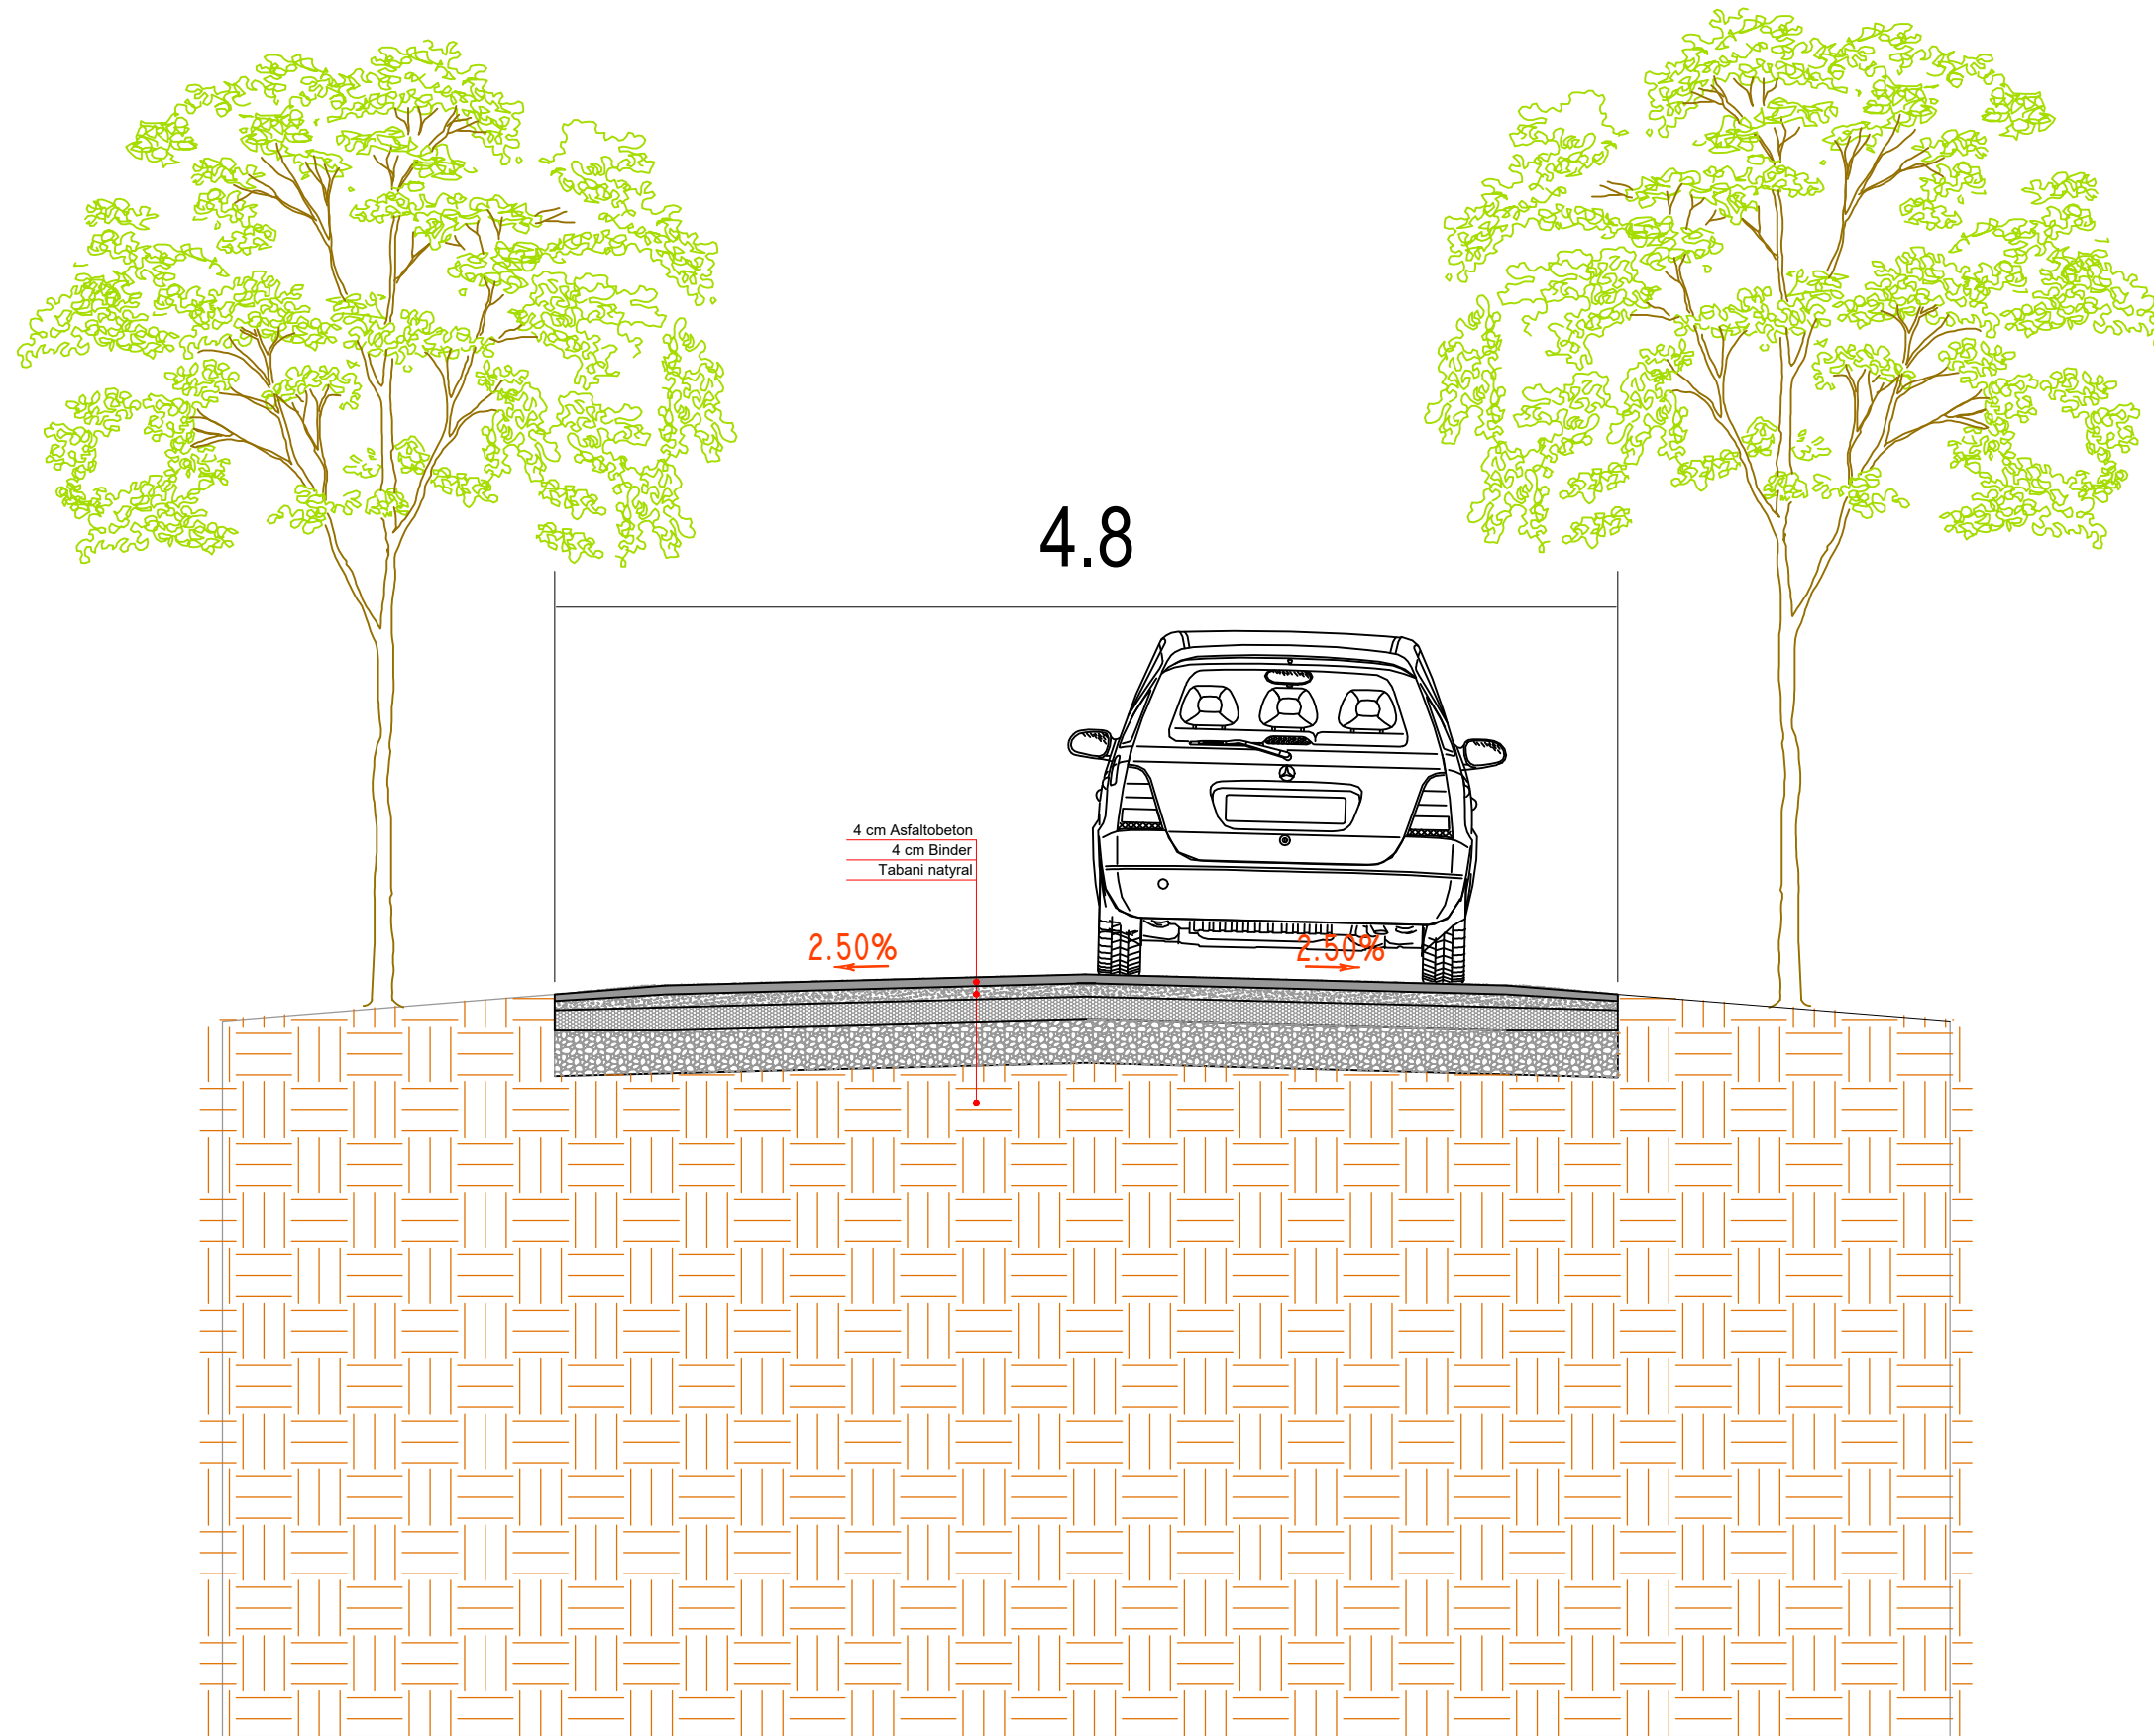 4.8
4 cm Asfaltobeton
4 cm Binder
Tabani natyral
2.50%
2.50%